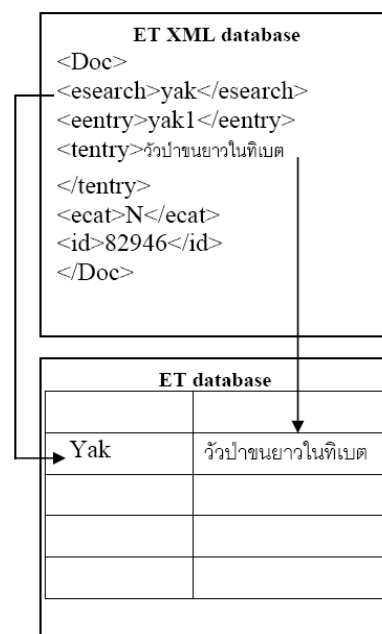 ET XML database
<Doc>
<esearch>yak</esearch>
<eentry>yak1</eentry>
<tentry>วัวป่าขนยาวในทิเบต
</tentry>
<ecat>N</ecat>
<id>82946</id>
</Doc>
ET database
Yak วัวป่าขนยาวในทิเบต